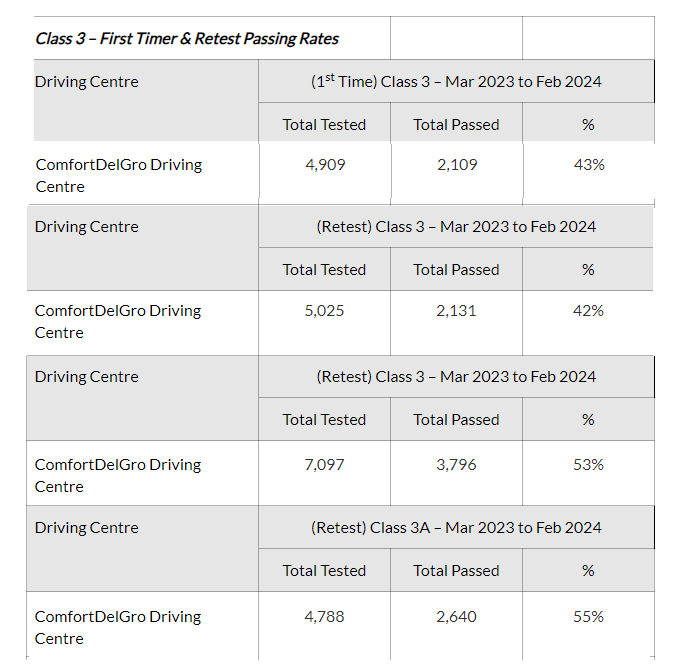 Class 3 – First Timer & Retest Passing Rates
Driving Centre
(1st Time) Class 3 – Mar 2023 to Feb 2024
Total Tested Total Passed %
ComfortDelGro Driving 4,909 2,109 43%
Centre
Driving Centre
(Retest) Class 3 – Mar 2023 to Feb 2024
Total Tested Total Passed %
ComfortDelGro Driving 5,025 2,131 42%
Centre
Driving Centre
(Retest) Class 3 – Mar 2023 to Feb 2024
Total Tested Total Passed %
ComfortDelGro Driving 7,097 3,796 53%
Centre
Driving Centre
(Retest) Class 3A – Mar 2023 to Feb 2024
Total Tested Total Passed %
ComfortDelGro Driving 4,788 2,640 55%
Centre